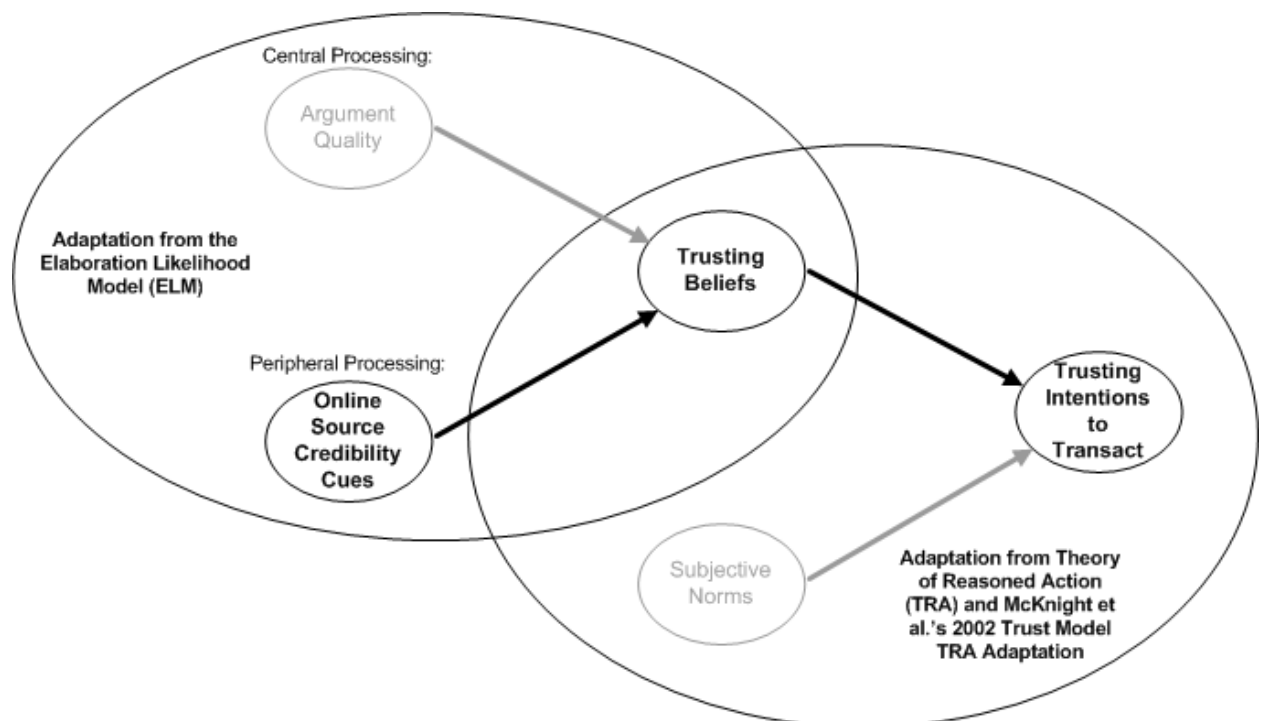 Central Processing:
Argument
Quality
Adaptation from the
Elaboration Likelihood
Model (ELM)
Trusting
Beliefs
Peripheral Processing:
Online
Source
Credibility
Cues
Trusting
Intentions
to
Transact
Subjective
Norms
Adaptation from Theory
of Reasoned Action
(TRA) and McKnight et
al.'s 2002 Trust Model
TRA Adaptation